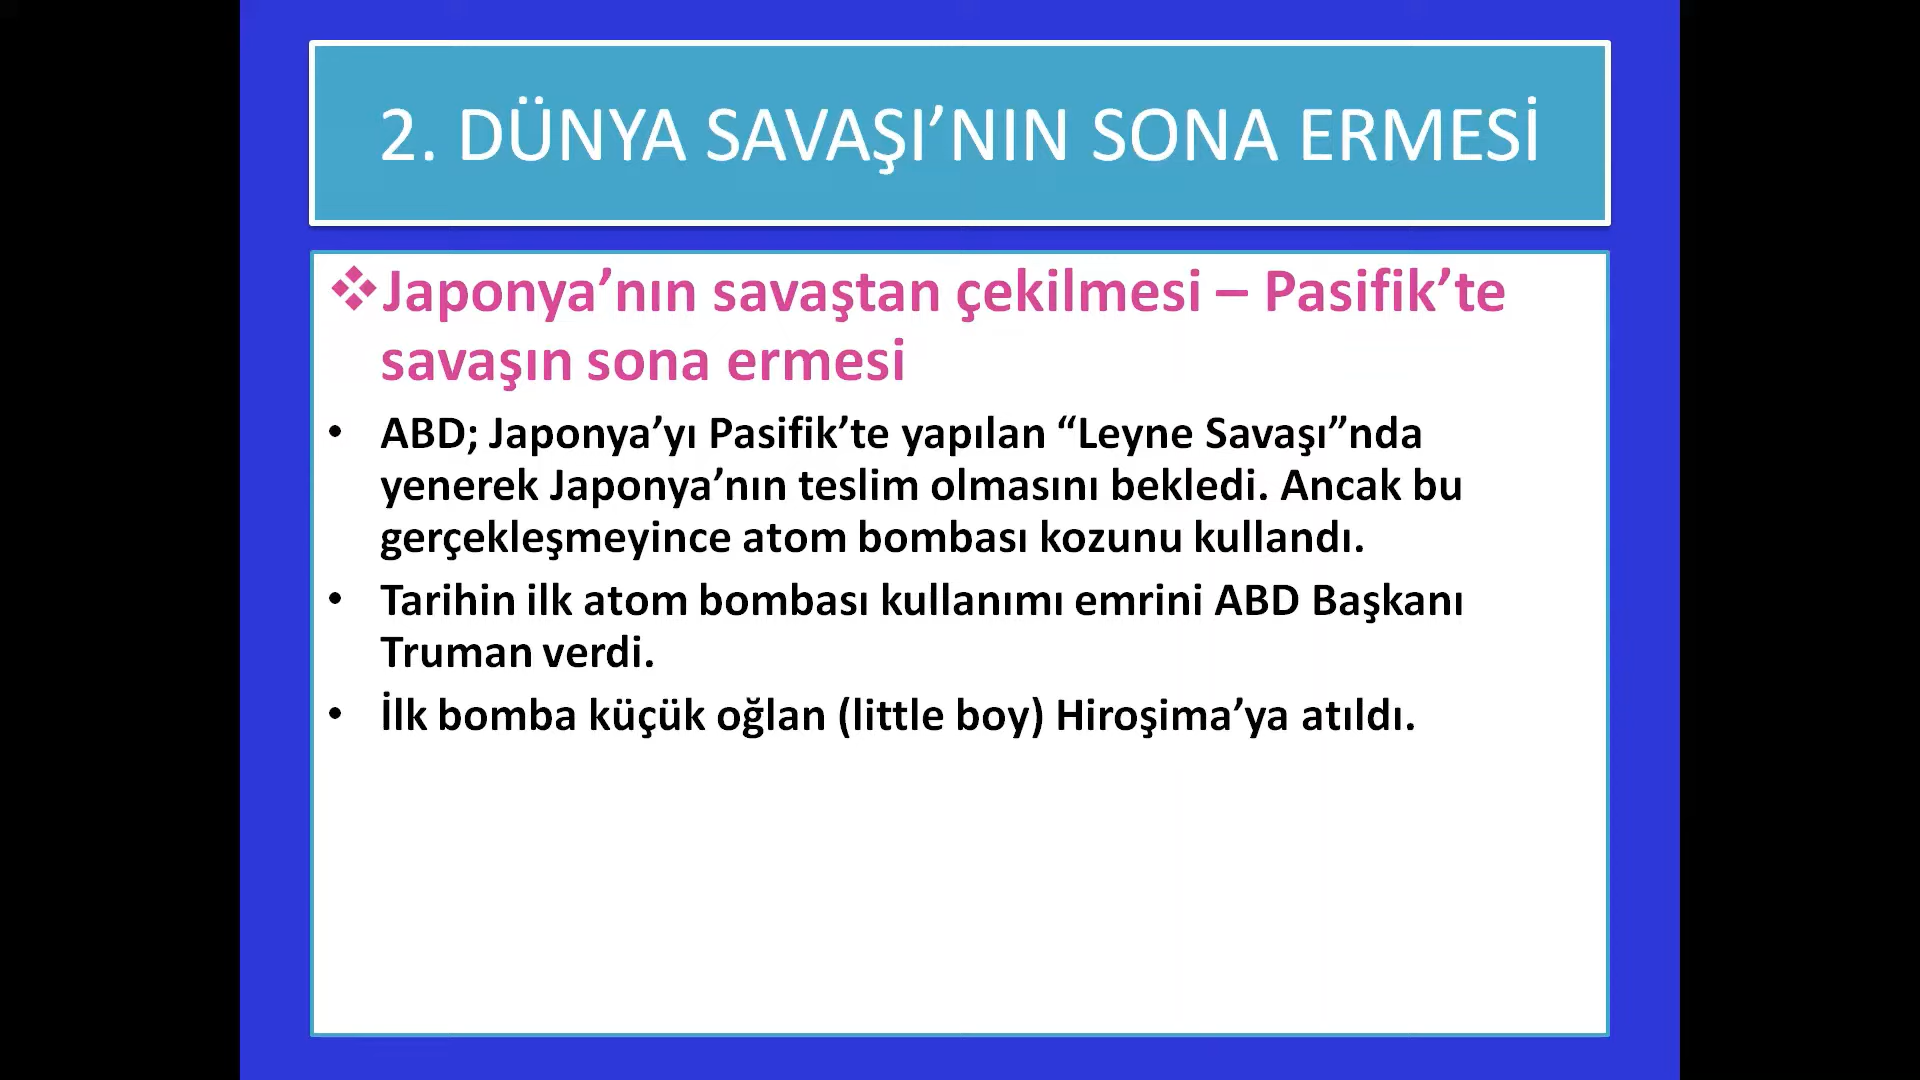 2. DÜNYA SAVAŞI’NIN SONA ERMESİ
❖Japonya’nın savaştan çekilmesi – Pasifik’te
savaşın sona ermesi
• ABD; Japonya’yı Pasifik’te yapılan “Leyne Savaşı”nda
yenerek Japonya’nın teslim olmasını bekledi. Ancak bu
gerçekleşmeyince atom bombası kozunu kullandı.
• Tarihin ilk atom bombası kullanımı emrini ABD Başkanı
Truman verdi.
• İlk bomba küçük oğlan (little boy) Hiroşima’ya atıldı.